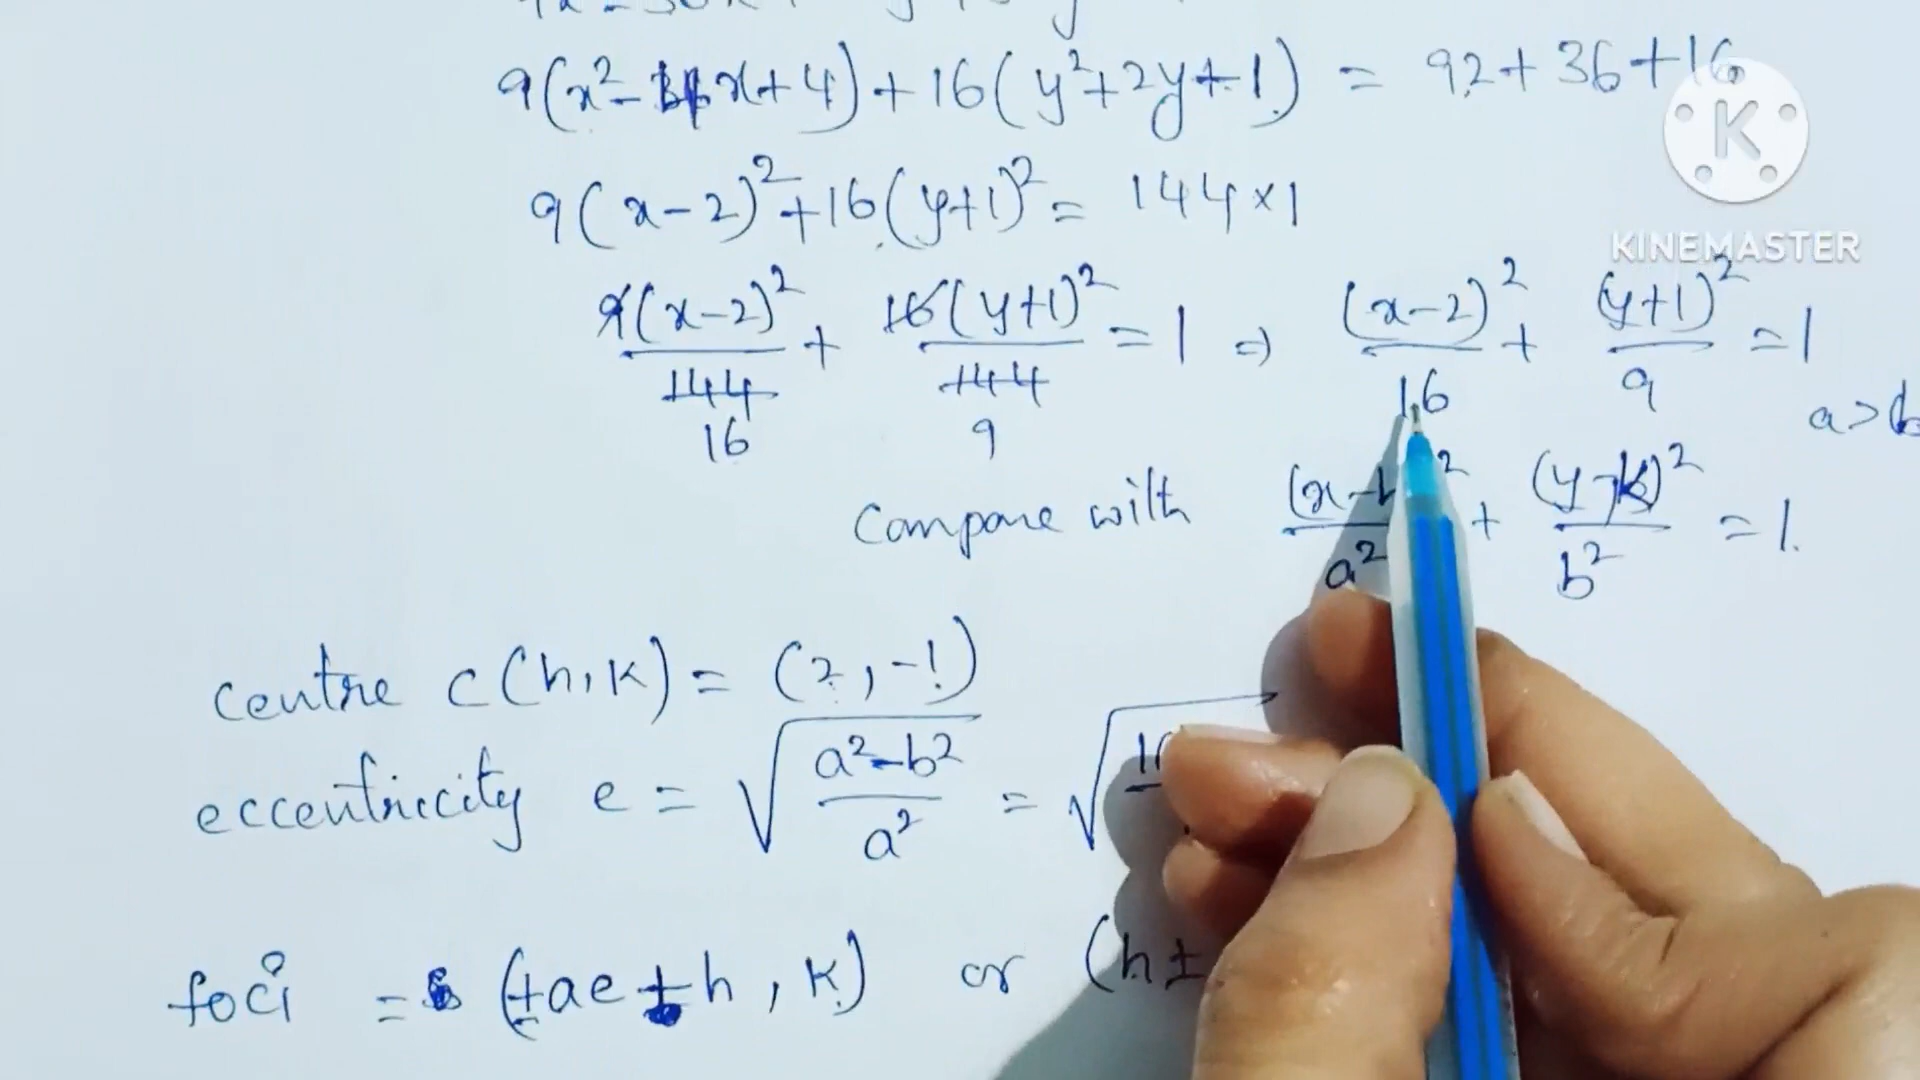 9(x²-4x+4)+16(y²+2y+1) = 92+36+16
K
KINEMASTER
9(x-2)²+16(y+1)² = 144×1
9(x-2)²/144 + 16(y+1)²/144 = 1 ⇒ (x-2)²/16 + (y+1)²/9 = 1
16 9
a>b
Compare with (x-h)²/a² + (y-k)²/b² = 1.
Centre C(h,k) = (2,-1)
eccentricity e = √(a²-b²/a²) = √
foci = (±ae+h, k) or (h±